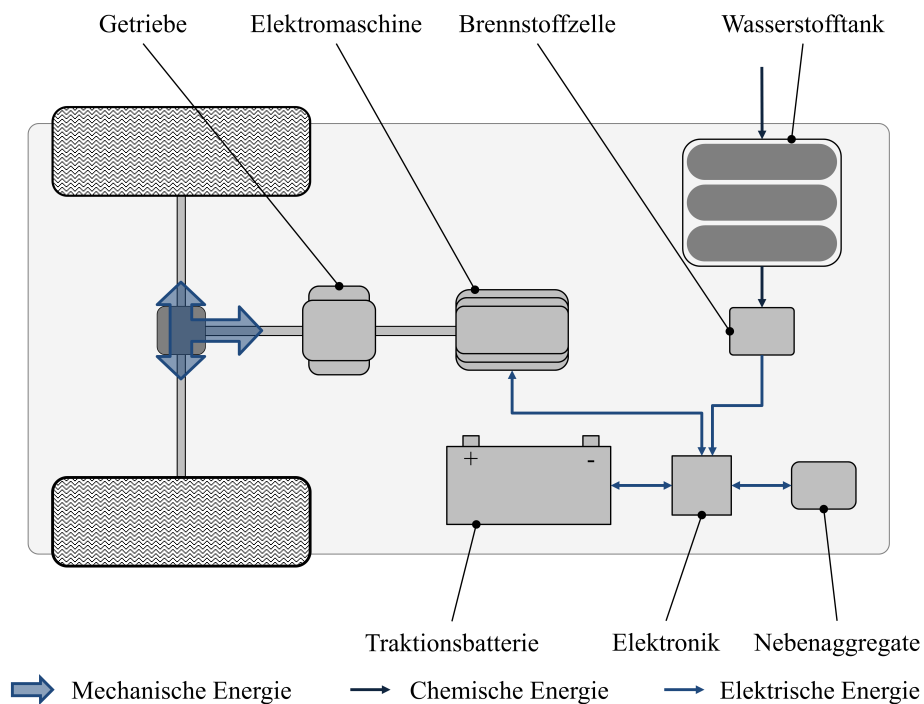 Getriebe Elektromaschine Brennstoffzelle Wasserstofftank
+ -
Traktionsbatterie Elektronik Nebenaggregate
Mechanische Energie Chemische Energie Elektrische Energie